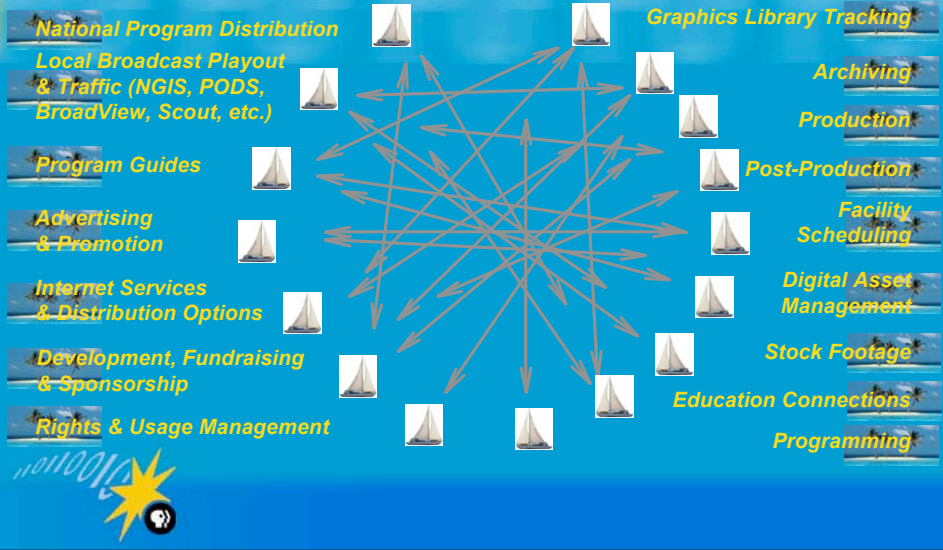 National Program Distribution
Local Broadcast Playout
& Traffic (NGIS, PODS,
BroadView, Scout, etc.)
Program Guides
Advertising
& Promotion
Internet Services
& Distribution Options
Development, Fundraising
& Sponsorship
Rights & Usage Management
Graphics Library Tracking
Archiving
Production
Post-Production
Facility
Scheduling
Digital Asset
Management
Stock Footage
Education Connections
Programming